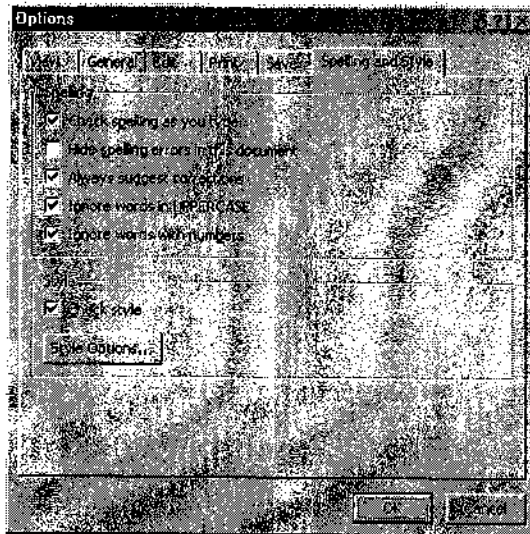 Options
View General Edit Print Save Spelling and Style
Spelling
Check spelling as you type
Hide spelling errors in this document
Always suggest corrections
Ignore words in UPPERCASE
Ignore words with numbers
Style
Check style
Style Options...
OK Cancel